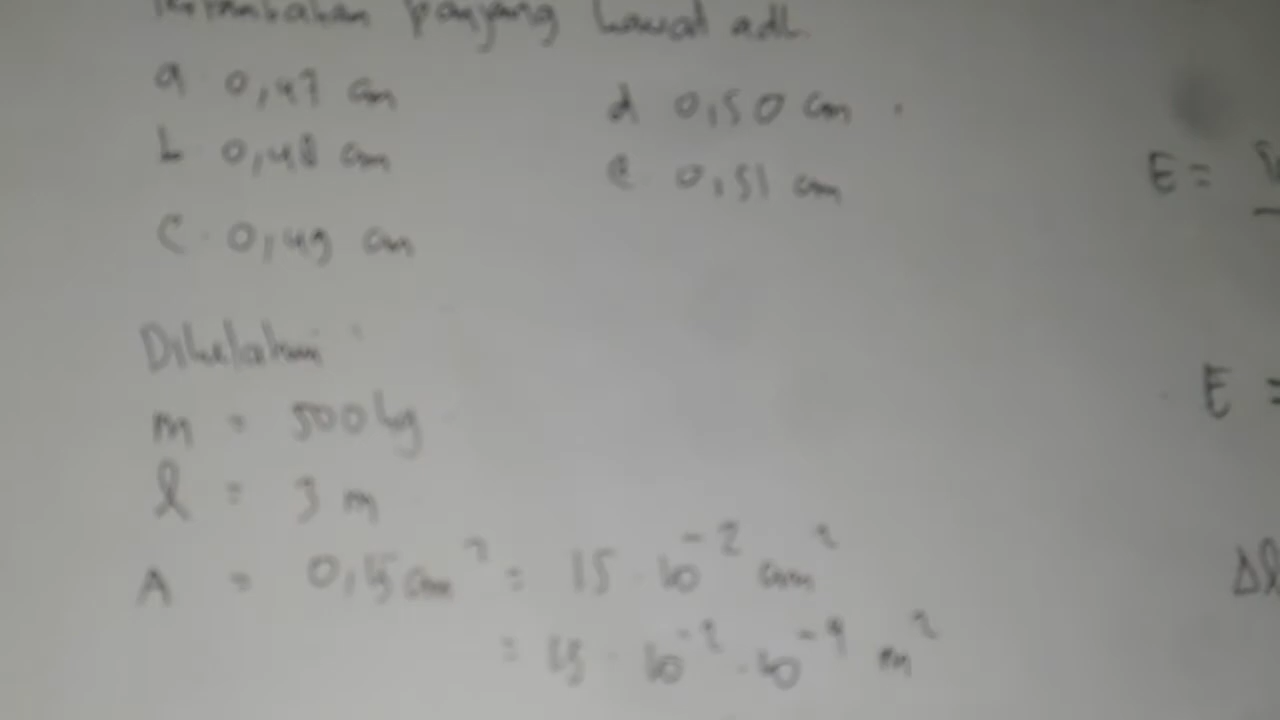 Pertambahan panjang kawat adl.
a. 0,47 cm
b. 0,48 cm
c. 0,49 cm
d. 0,50 cm.
e. 0,51 cm
Diketahui
m = 500 kg
l = 3 m
A = 0,15 cm² = 15 . 10⁻² cm²
= 15 . 10⁻² . 10⁻⁴ m²
E =
E =
Δl